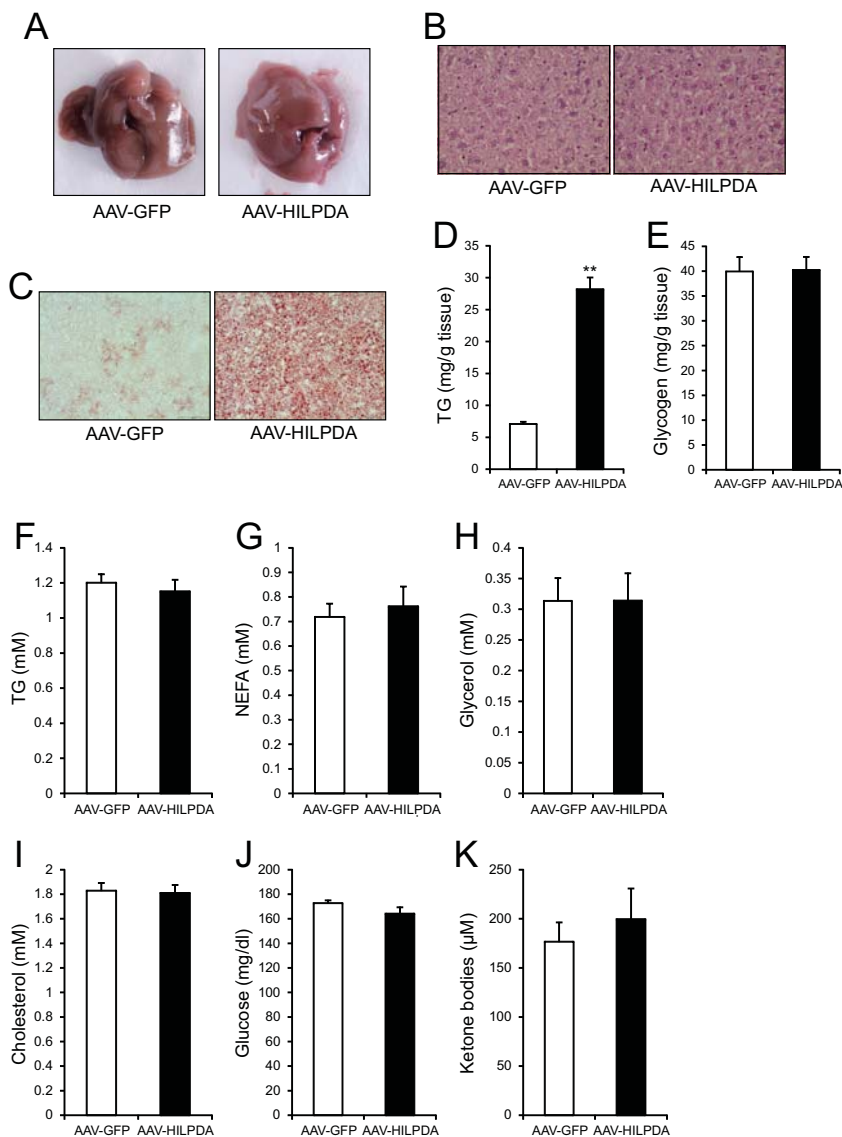 A
AAV-GFP
AAV-HILPDA
B
AAV-GFP
AAV-HILPDA
C
AAV-GFP
AAV-HILPDA
D
TG (mg/g tissue)
35
30
25
20
15
10
5
0
**
AAV-GFP AAV-HILPDA
E
Glycogen (mg/g tissue)
45
40
35
30
25
20
15
10
5
0
AAV-GFP AAV-HILPDA
F
TG (mM)
1.4
1.2
1
0.8
0.6
0.4
0.2
0
AAV-GFP AAV-HILPDA
G
NEFA (mM)
1
0.9
0.8
0.7
0.6
0.5
0.4
0.3
0.2
0.1
0
AAV-GFP AAV-HILPDA
H
Glycerol (mM)
0.4
0.35
0.3
0.25
0.2
0.15
0.1
0.05
0
AAV-GFP AAV-HILPDA
I
Cholesterol (mM)
2
1.8
1.6
1.4
1.2
1
0.8
0.6
0.4
0.2
0
AAV-GFP AAV-HILPDA
J
Glucose (mg/dl)
200
180
160
140
120
100
80
60
40
20
0
AAV-GFP AAV-HILPDA
K
Ketone bodies (µM)
250
200
150
100
50
0
AAV-GFP AAV-HILPDA